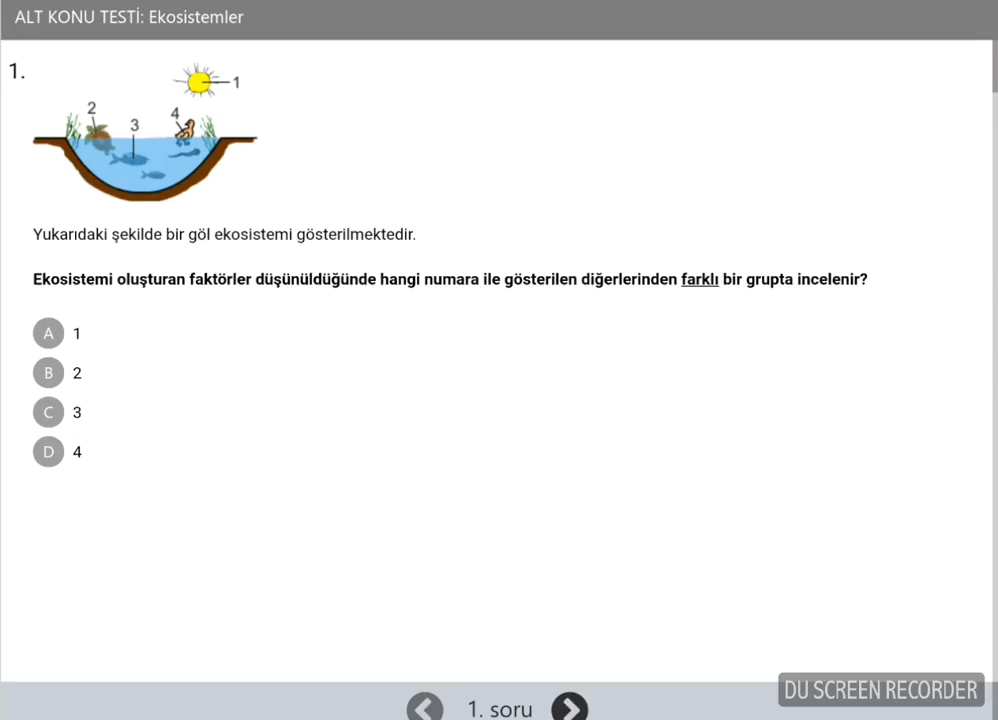 ALT KONU TESTİ: Ekosistemler
1.
1
2
3
4
Yukarıdaki şekilde bir göl ekosistemi gösterilmektedir.
Ekosistemi oluşturan faktörler düşünüldüğünde hangi numara ile gösterilen diğerlerinden farklı bir grupta incelenir?
A 1
B 2
C 3
D 4
DU SCREEN RECORDER
1. soru